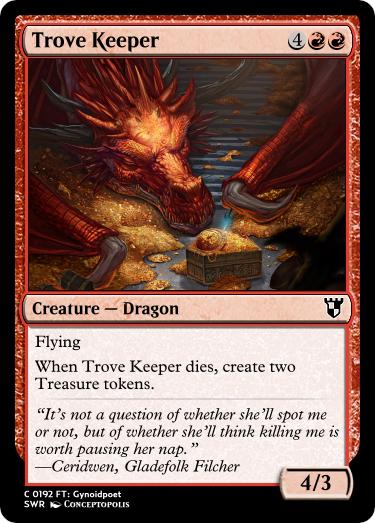 Trove Keeper 4
Creature — Dragon
Flying
When Trove Keeper dies, create two
Treasure tokens.
“It's not a question of whether she'll spot me
or not, but of whether she'll think killing me is
worth pausing her nap.”
—Ceridwen, Gladefolk Filcher
4/3
C 0192 FT: Gynoidpoet
SWR Conceptopolis